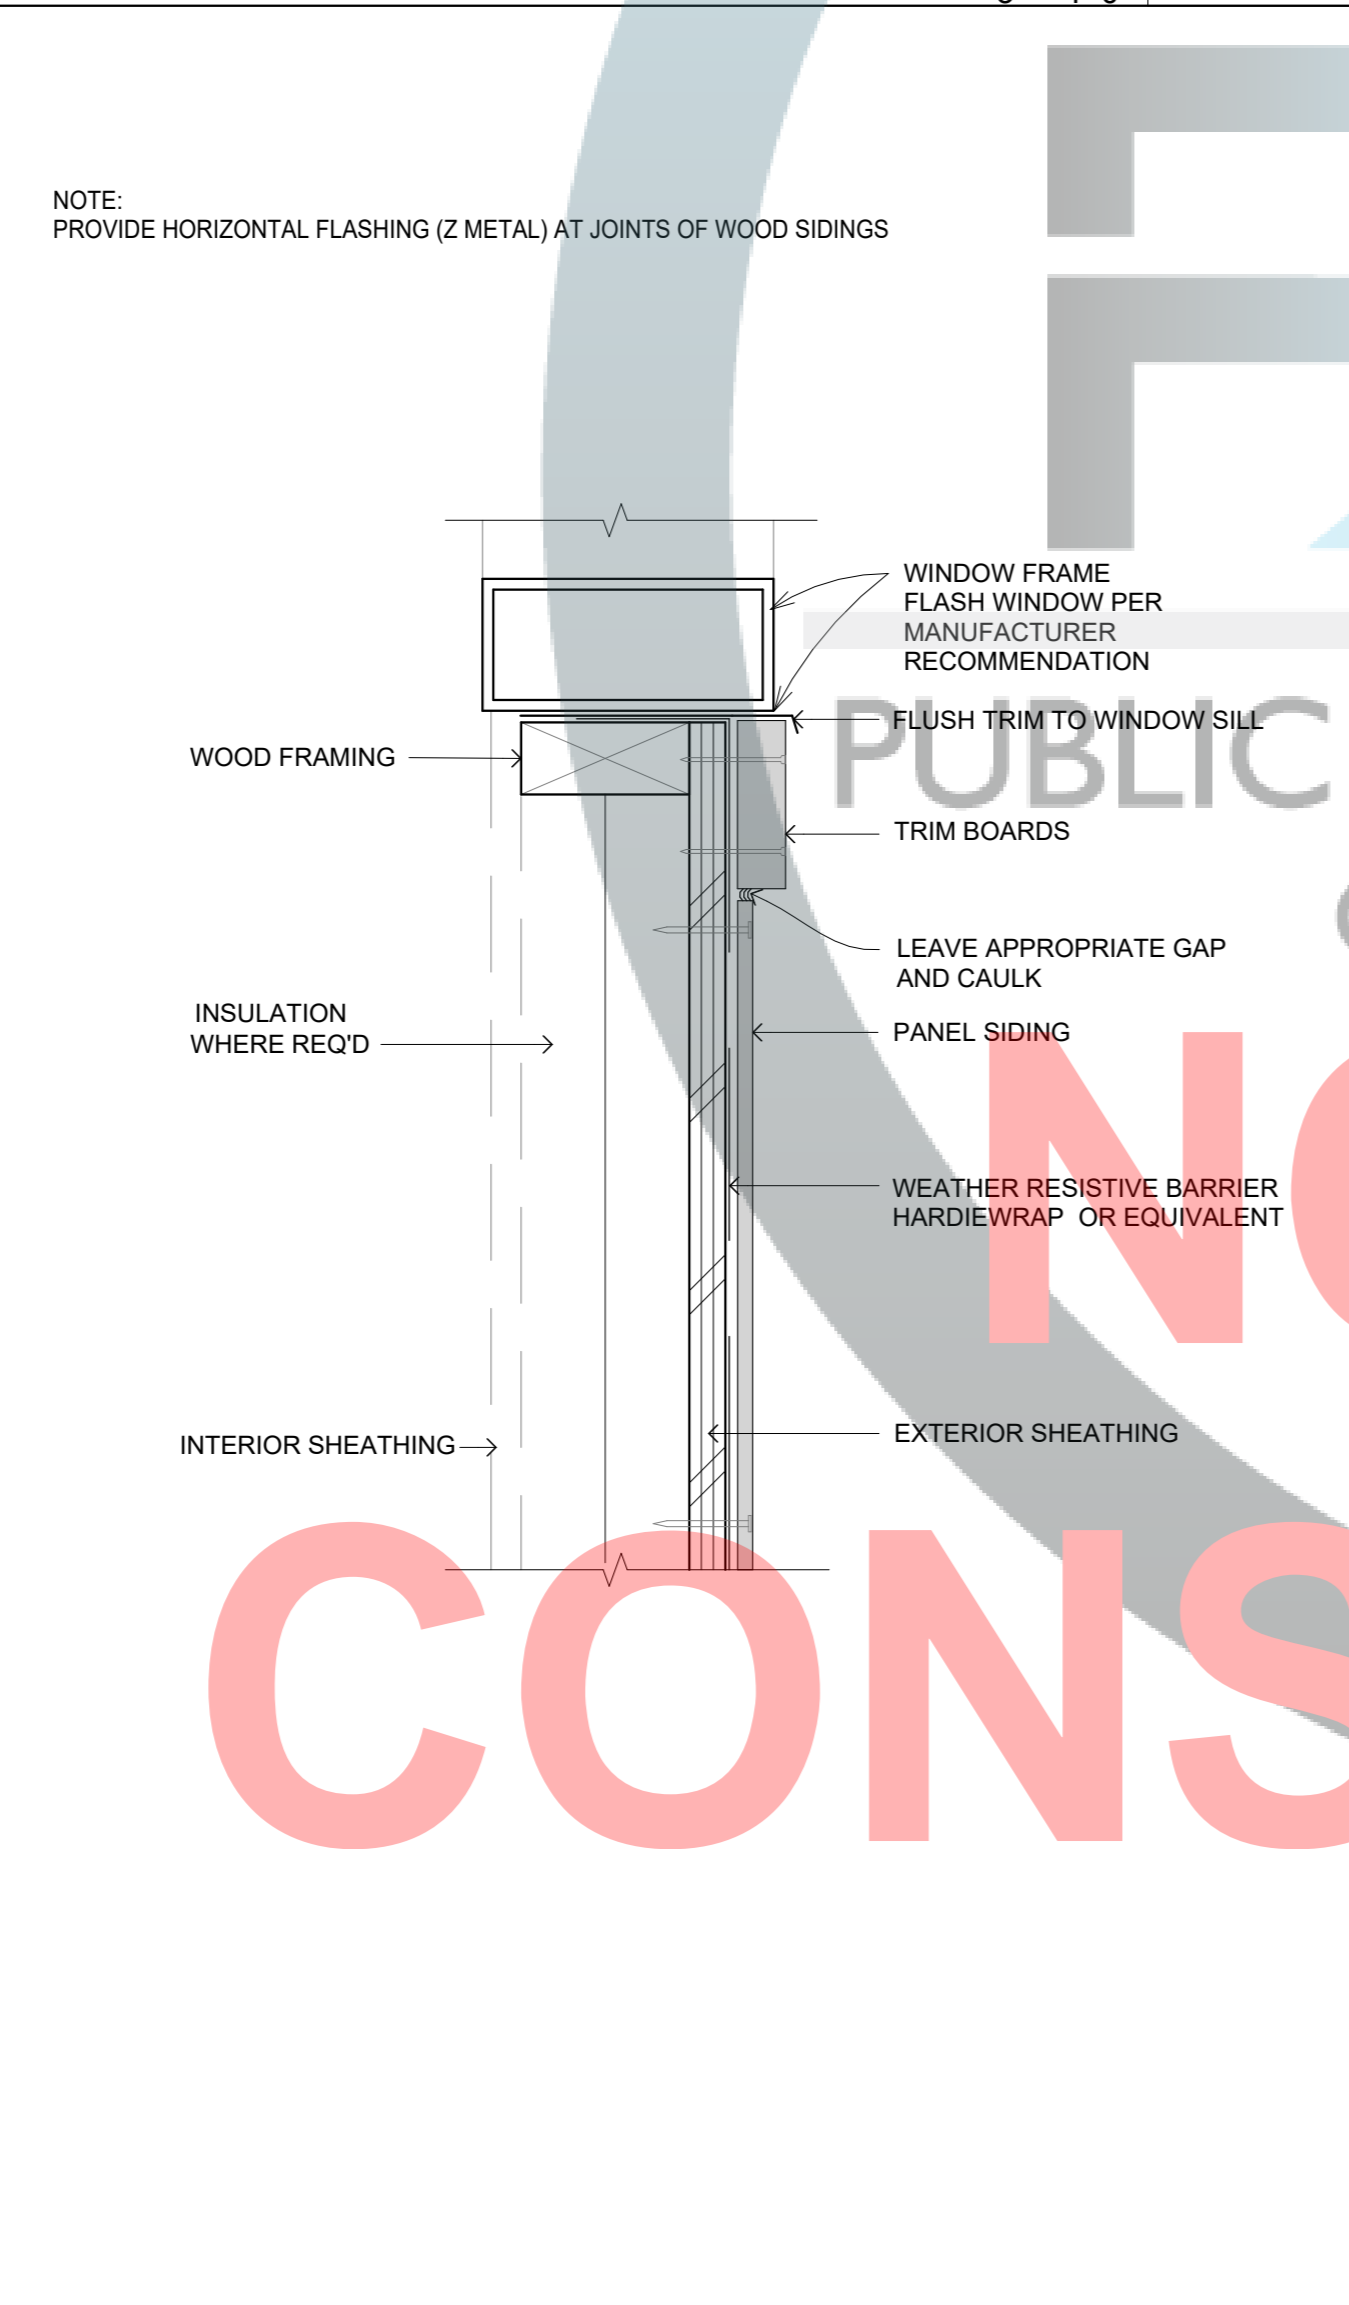 NOTE:
PROVIDE HORIZONTAL FLASHING (Z METAL) AT JOINTS OF WOOD SIDINGS
WINDOW FRAME
FLASH WINDOW PER
MANUFACTURER
RECOMMENDATION
FLUSH TRIM TO WINDOW SILL
PUBLIC
WOOD FRAMING
TRIM BOARDS
LEAVE APPROPRIATE GAP
AND CAULK
INSULATION
WHERE REQ'D
PANEL SIDING
WEATHER RESISTIVE BARRIER
HARDIEWRAP OR EQUIVALENT
EXTERIOR SHEATHING
INTERIOR SHEATHING
CONS